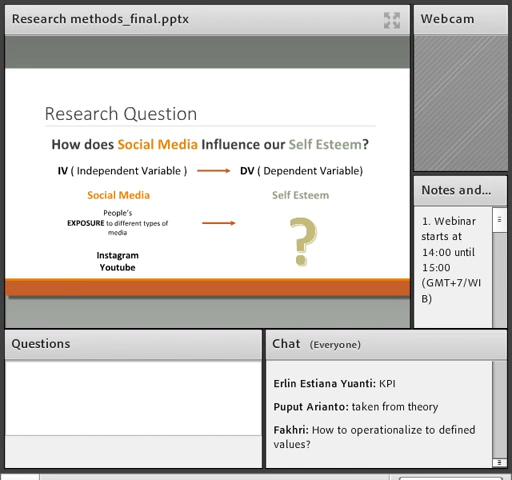 Research methods_final.pptx
Webcam
Research Question
How does Social Media Influence our Self Esteem?
IV ( Independent Variable )
DV ( Dependent Variable)
Social Media
Self Esteem
People's
EXPOSURE to different types of
media
?
Instagram
Youtube
Notes and...
1. Webinar
starts at
14:00 until
15:00
(GMT+7/WI
B)
Questions
Chat (Everyone)
Erlin Estiana Yuanti: KPI
Puput Arianto: taken from theory
Fakhri: How to operationalize to defined
values?